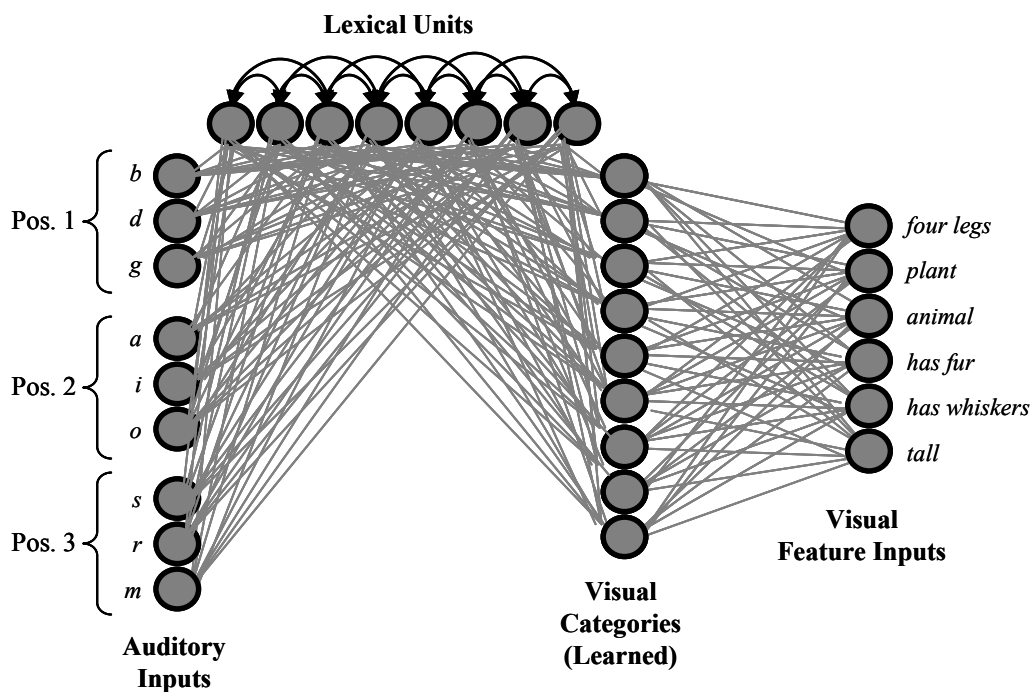 Lexical Units
Pos. 1
b
d
g
Pos. 2
a
i
o
Pos. 3
s
r
m
Auditory
Inputs
Visual
Categories
(Learned)
four legs
plant
animal
has fur
has whiskers
tall
Visual
Feature Inputs